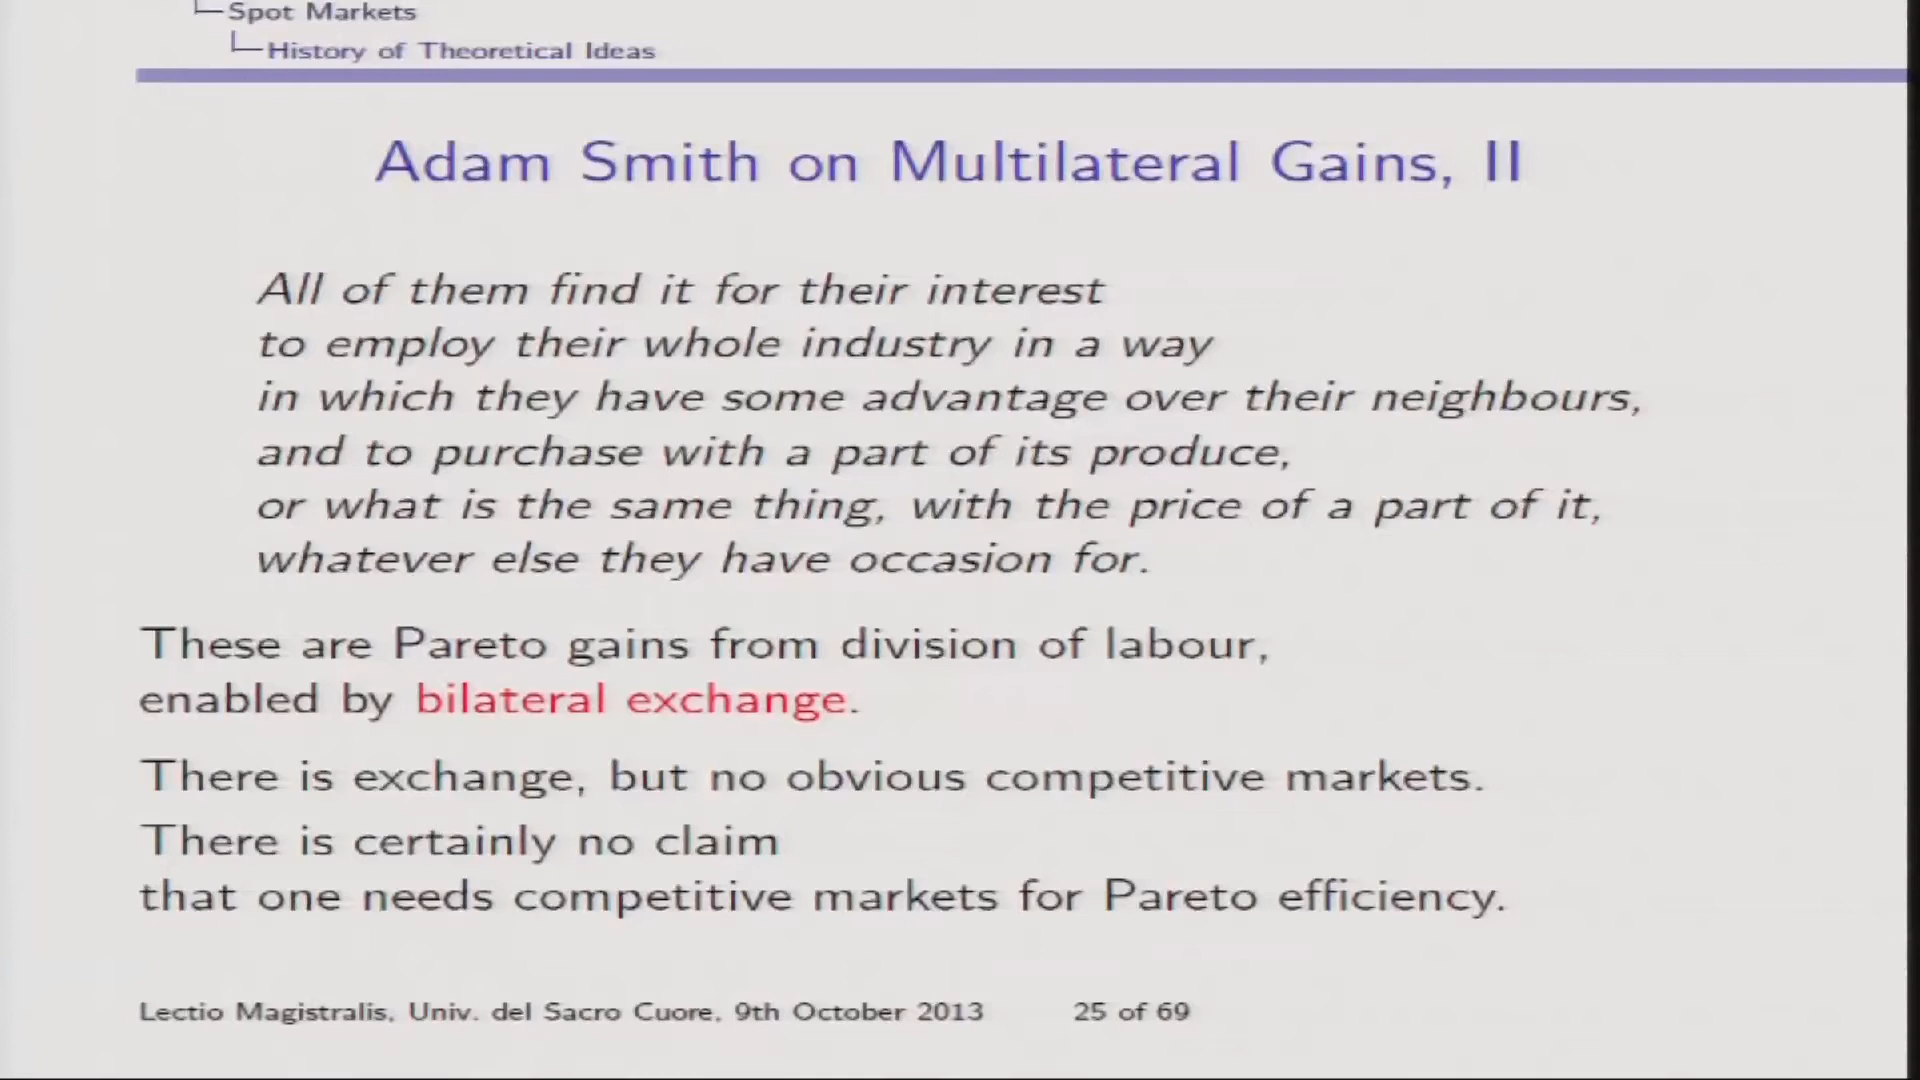 Spot Markets
History of Theoretical Ideas
Adam Smith on Multilateral Gains, II
All of them find it for their interest
to employ their whole industry in a way
in which they have some advantage over their neighbours,
and to purchase with a part of its produce,
or what is the same thing, with the price of a part of it,
whatever else they have occasion for.
These are Pareto gains from division of labour,
enabled by bilateral exchange.
There is exchange, but no obvious competitive markets.
There is certainly no claim
that one needs competitive markets for Pareto efficiency.
Lectio Magistralis, Univ. del Sacro Cuore, 9th October 2013 25 of 69